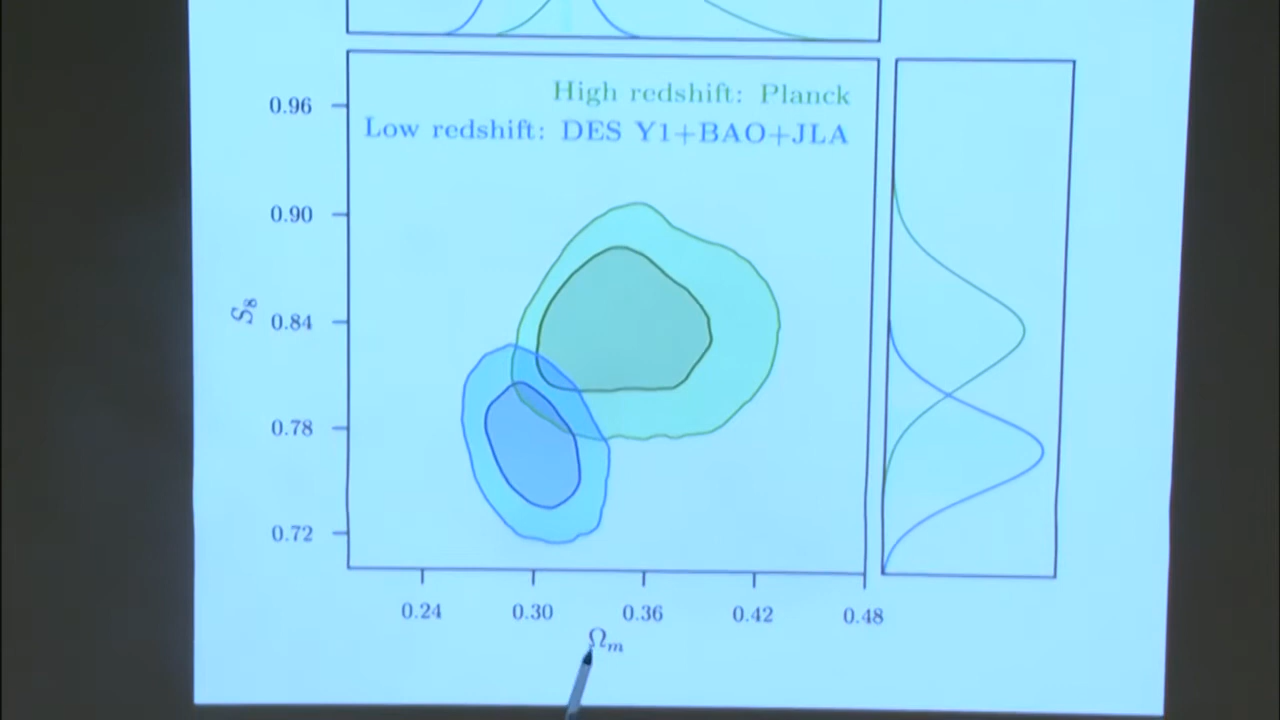 High redshift: Planck
Low redshift: DES Y1+BAO+JLA
0.96
0.90
0.84
0.78
0.72
S₈
0.24 0.30 0.36 0.42 0.48
Ωₘ